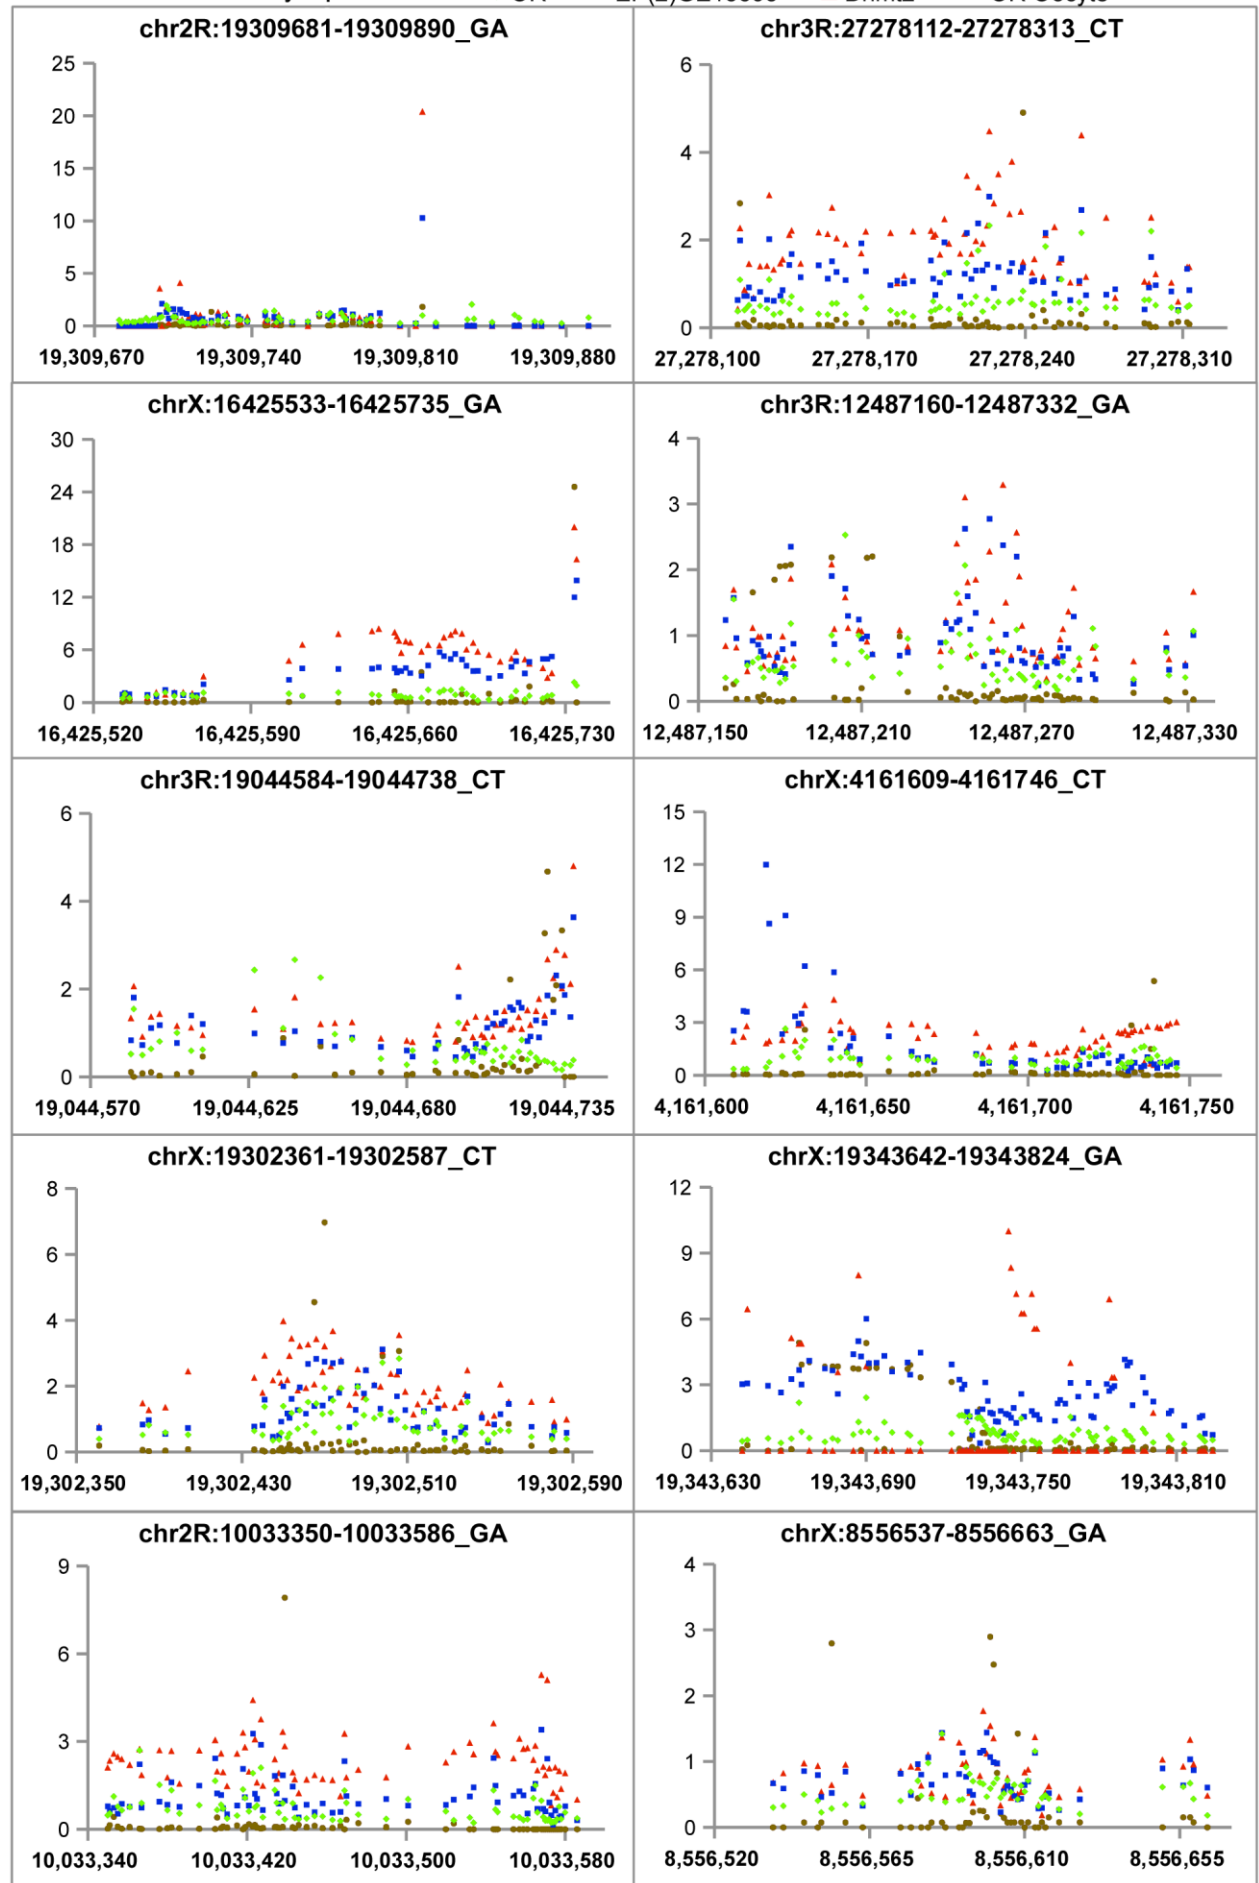 chr2R:19309681-19309890_GA
25
20
15
10
5
0
19,309,670 19,309,740 19,309,810 19,309,880
chr3R:27278112-27278313_CT
6
4
2
0
27,278,100 27,278,170 27,278,240 27,278,310
chrX:16425533-16425735_GA
30
24
18
12
6
0
16,425,520 16,425,590 16,425,660 16,425,730
chr3R:12487160-12487332_GA
4
3
2
1
0
12,487,150 12,487,210 12,487,270 12,487,330
chr3R:19044584-19044738_CT
6
4
2
0
19,044,570 19,044,625 19,044,680 19,044,735
chrX:4161609-4161746_CT
15
12
9
6
3
0
4,161,600 4,161,650 4,161,700 4,161,750
chrX:19302361-19302587_CT
8
6
4
2
0
19,302,350 19,302,430 19,302,510 19,302,590
chrX:19343642-19343824_GA
12
9
6
3
0
19,343,630 19,343,690 19,343,750 19,343,810
chr2R:10033350-10033586_GA
9
6
3
0
10,033,340 10,033,420 10,033,500 10,033,580
chrX:8556537-8556663_GA
4
3
2
1
0
8,556,520 8,556,565 8,556,610 8,556,655